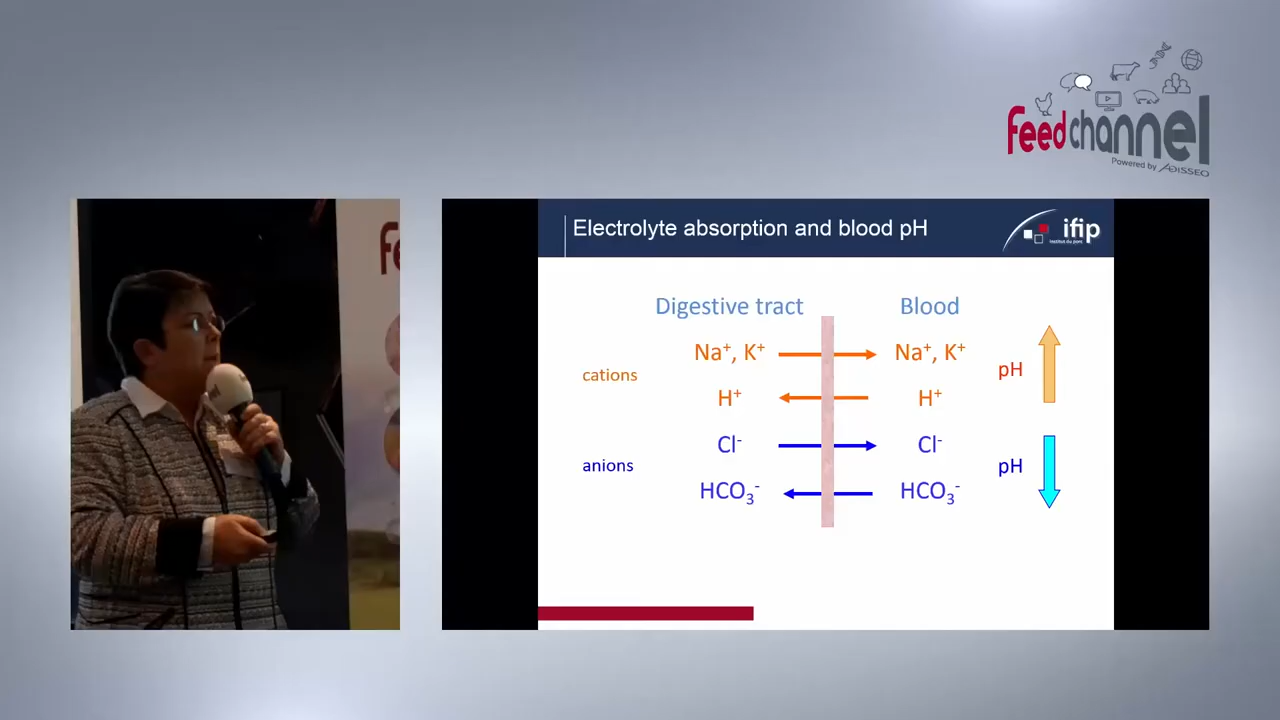 feedchannel
Powered by ADISSEO
fe
Electrolyte absorption and blood pH
ifip
Institut du porc
Digestive tract
Blood
Na⁺, K⁺
Na⁺, K⁺
cations
pH
H⁺
H⁺
Cl⁻
Cl⁻
anions
pH
HCO₃⁻
HCO₃⁻